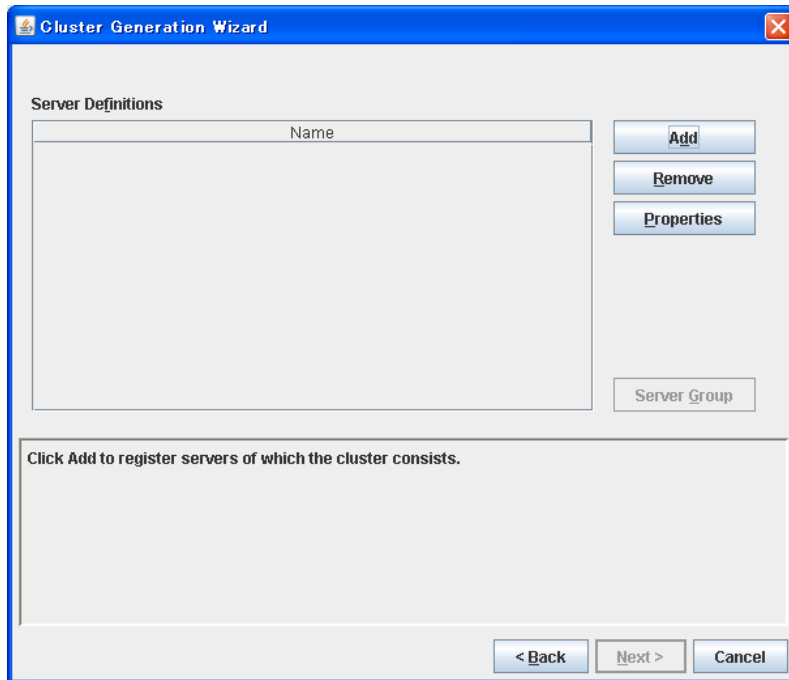 Cluster Generation Wizard
Server Definitions
Name
Add
Remove
Properties
Server Group
Click Add to register servers of which the cluster consists.
< Back
Next >
Cancel